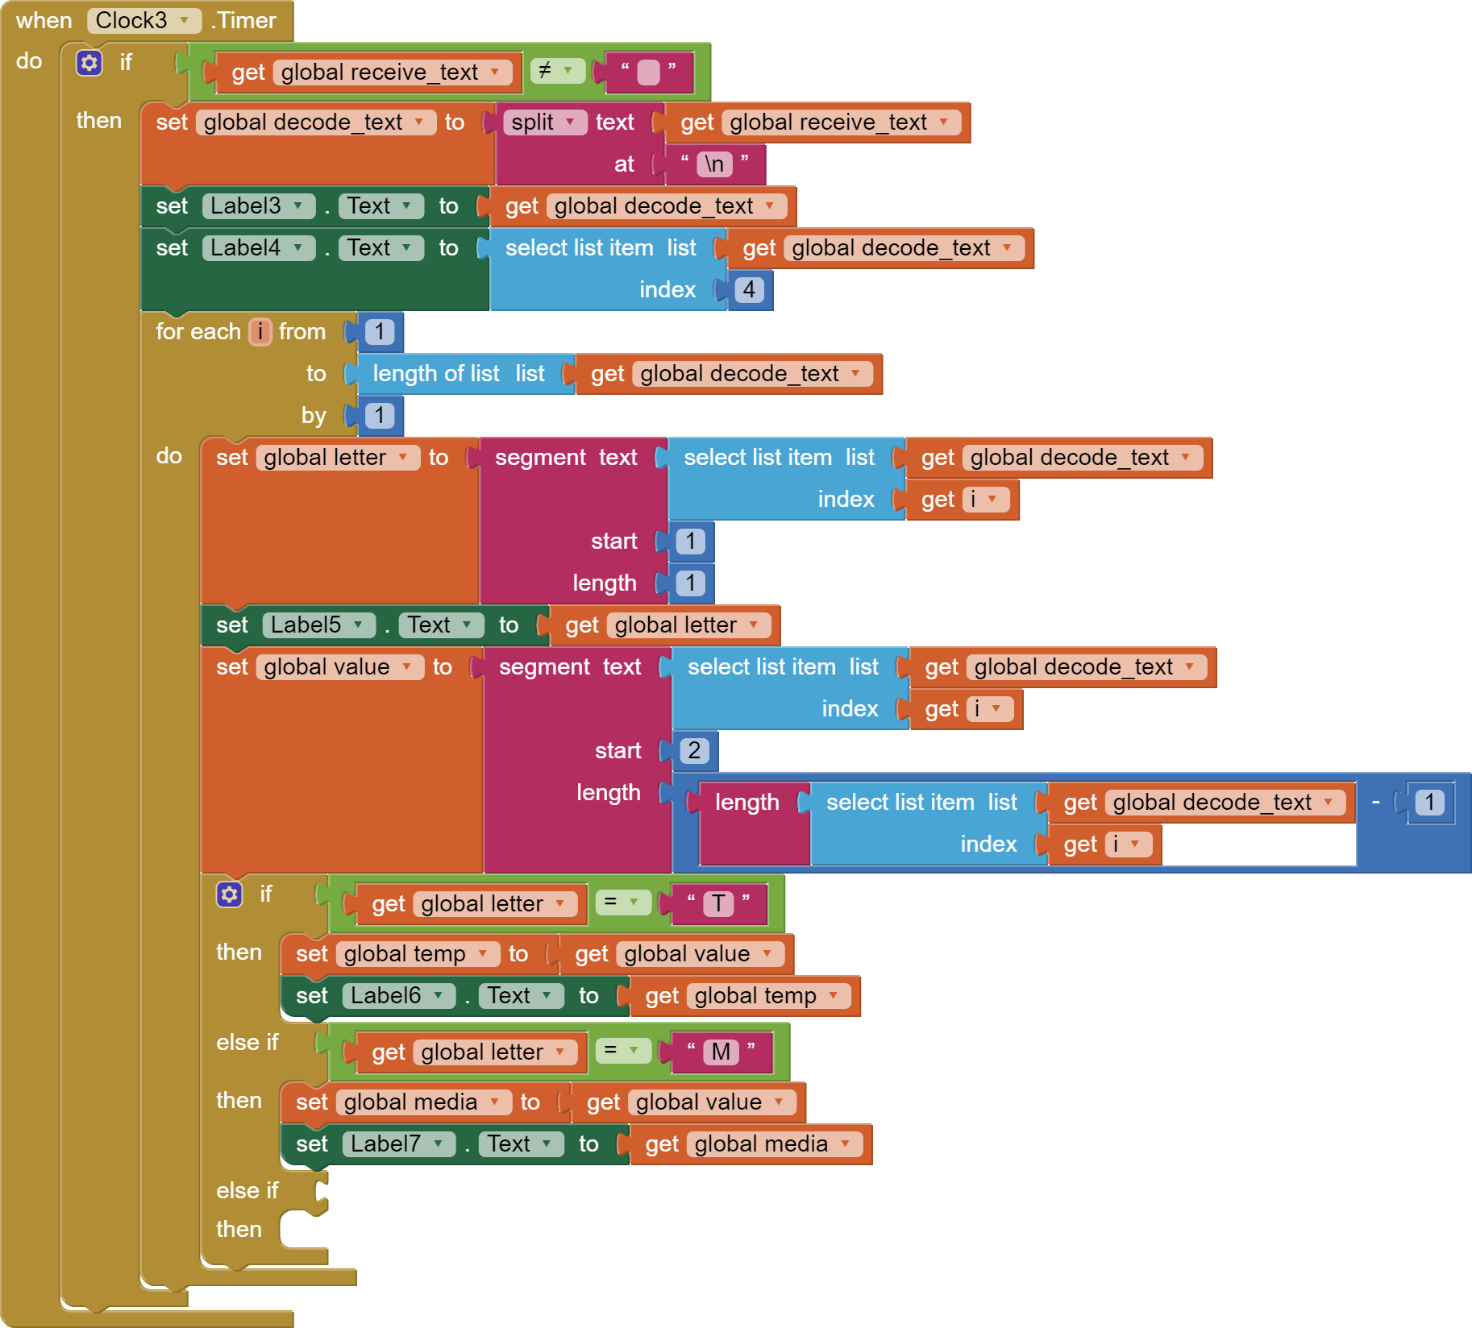 when Clock3 .Timer
do if get global receive_text ≠ “ ”
then set global decode_text to split text get global receive_text
at “ \n ”
set Label3 . Text to get global decode_text
set Label4 . Text to select list item list get global decode_text
index 4
for each i from 1
to length of list list get global decode_text
by 1
do set global letter to segment text select list item list get global decode_text
index get i
start 1
length 1
set Label5 . Text to get global letter
set global value to segment text select list item list get global decode_text
index get i
start 2
length length select list item list get global decode_text - 1
index get i
if get global letter = “ T ”
then set global temp to get global value
set Label6 . Text to get global temp
else if get global letter = “ M ”
then set global media to get global value
set Label7 . Text to get global media
else if
then